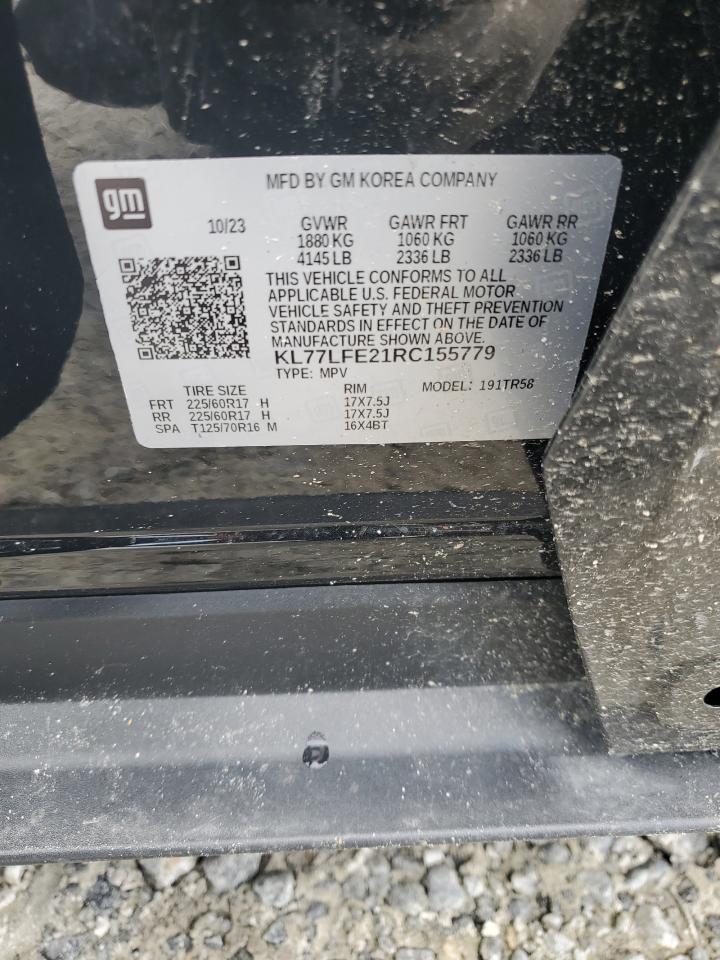 gm
MFD BY GM KOREA COMPANY
10/23 GVWR GAWR FRT GAWR RR
1880 KG 1060 KG 1060 KG
4145 LB 2336 LB 2336 LB
THIS VEHICLE CONFORMS TO ALL
APPLICABLE U.S. FEDERAL MOTOR
VEHICLE SAFETY AND THEFT PREVENTION
STANDARDS IN EFFECT ON THE DATE OF
MANUFACTURE SHOWN ABOVE.
KL77LFE21RC155779
TYPE: MPV
TIRE SIZE RIM MODEL: 191TR56
FRT 225/60R17 H 17X7.5J
RR 225/60R17 H 17X7.5J
SPA T125/70R16 M 16X4BT